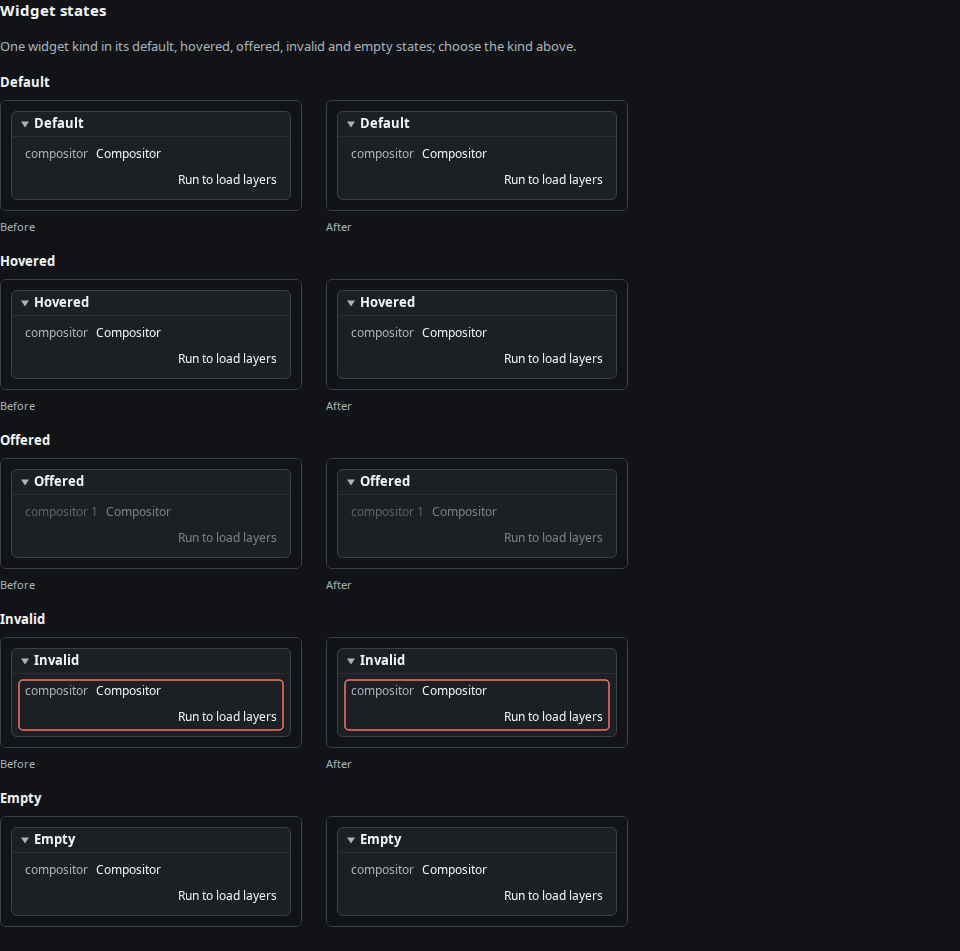 Widget states
One widget kind in its default, hovered, offered, invalid and empty states; choose the kind above.
Default
Default
compositor Compositor
Run to load layers
Before
Default
compositor Compositor
Run to load layers
After
Hovered
Hovered
compositor Compositor
Run to load layers
Before
Hovered
compositor Compositor
Run to load layers
After
Offered
Offered
compositor 1 Compositor
Run to load layers
Before
Offered
compositor 1 Compositor
Run to load layers
After
Invalid
Invalid
compositor Compositor
Run to load layers
Before
Invalid
compositor Compositor
Run to load layers
After
Empty
Empty
compositor Compositor
Run to load layers
Empty
compositor Compositor
Run to load layers